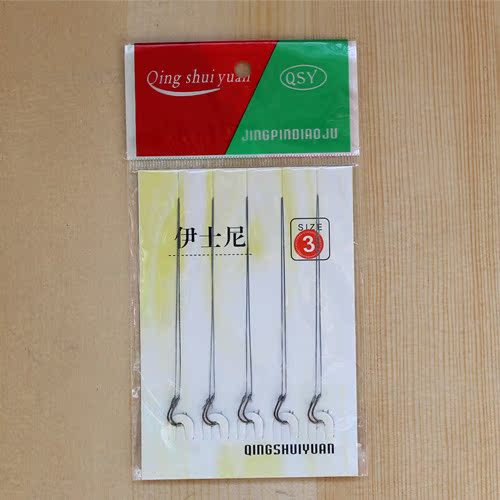 Qing shui yuan
QSY
JINGPINDIAOJU
伊士尼
SIZE
3
QINGSHUIYUAN